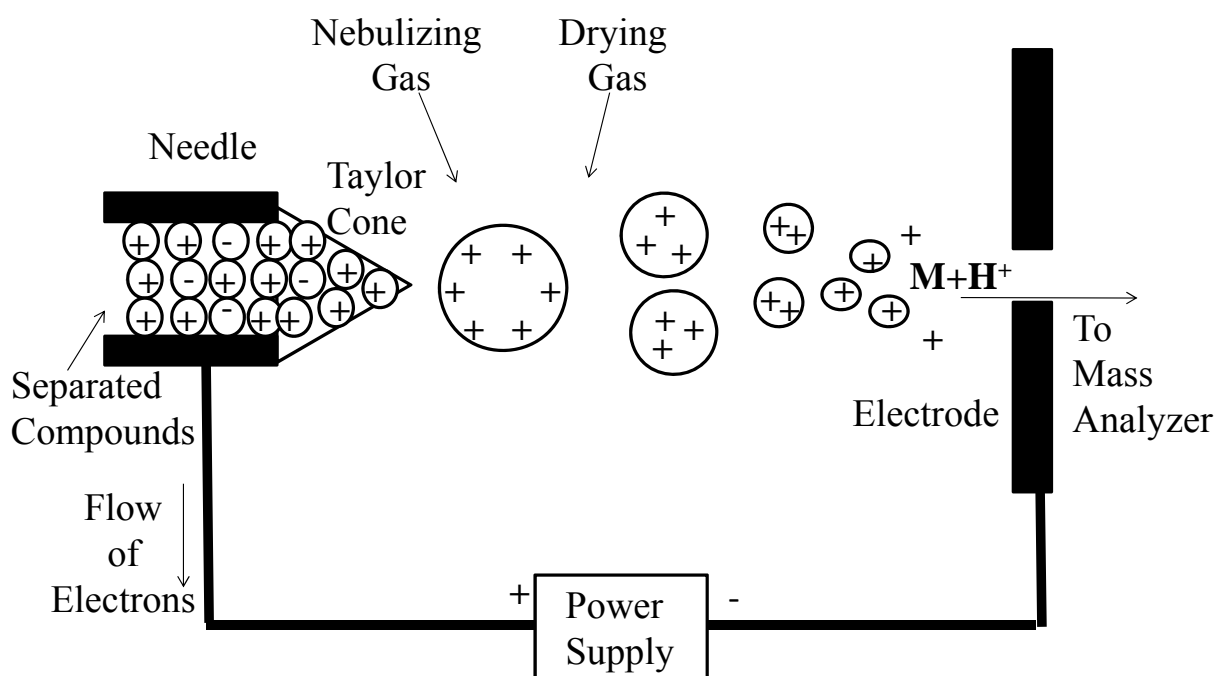 Nebulizing
Gas
Drying
Gas
Needle
Taylor
Cone
M+H⁺
To
Mass
Analyzer
Separated
Compounds
Electrode
Flow
of
Electrons
+
Power
Supply
-